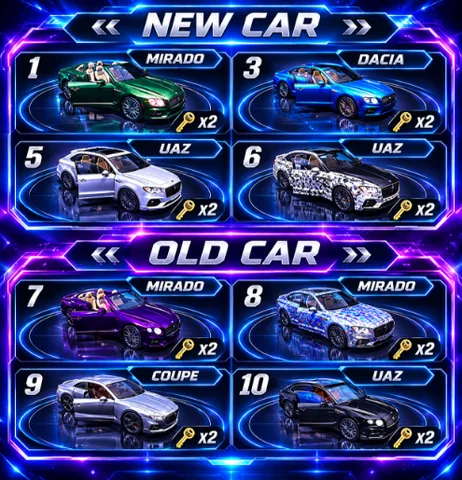 NEW CAR
1 MIRADO
x2
3 DACIA
x2
5 UAZ
x2
6 UAZ
x2
OLD CAR
7 MIRADO
x2
8 MIRADO
x2
9 COUPE
x2
10 UAZ
x2